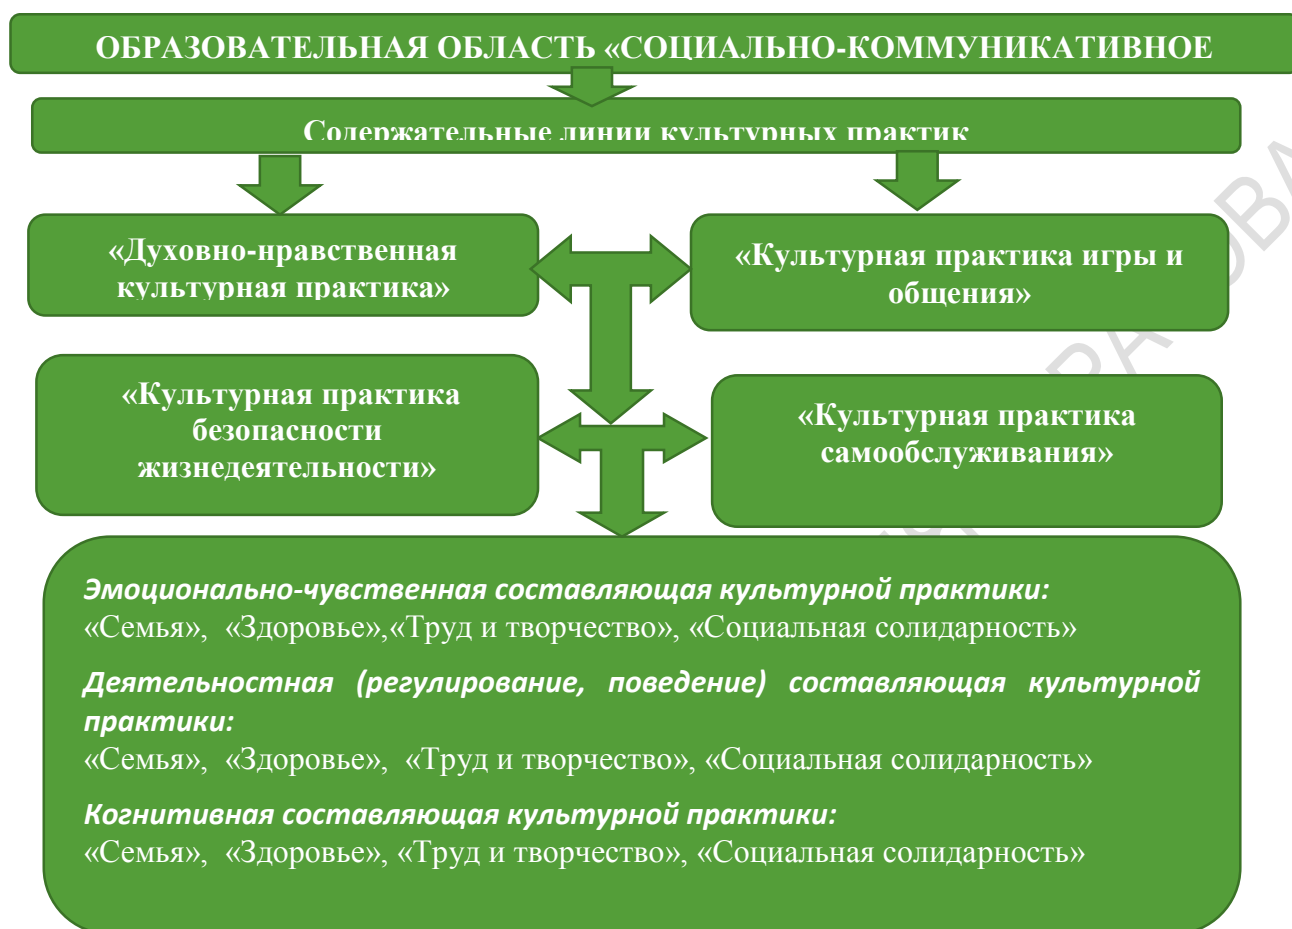 ОБРАЗОВАТЕЛЬНАЯ ОБЛАСТЬ «СОЦИАЛЬНО-КОММУНИКАТИВНОЕ
Содержательные линии культурных практик
«Духовно-нравственная
культурная практика»
«Культурная практика игры и
общения»
«Культурная практика
безопасности
жизнедеятельности»
«Культурная практика
самообслуживания»
Эмоционально-чувственная составляющая культурной практики:
«Семья», «Здоровье»,«Труд и творчество», «Социальная солидарность»
Деятельностная (регулирование, поведение) составляющая культурной
практики:
«Семья», «Здоровье», «Труд и творчество», «Социальная солидарность»
Когнитивная составляющая культурной практики:
«Семья», «Здоровье», «Труд и творчество», «Социальная солидарность»